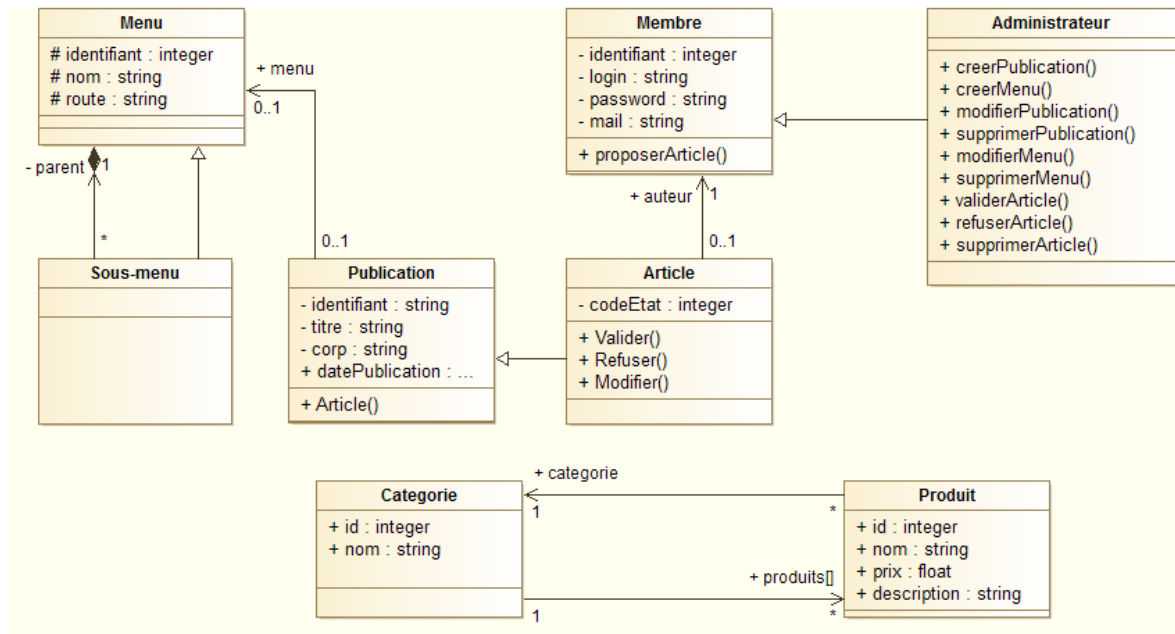 Menu
# identifiant : integer
# nom : string
# route : string
+ menu
0..1
- parent
1
*
0..1
Sous-menu
Publication
- identifiant : string
- titre : string
- corp : string
+ datePublication : ...
+ Article()
Membre
- identifiant : integer
- login : string
- password : string
- mail : string
+ proposerArticle()
+ auteur
1
0..1
Article
- codeEtat : integer
+ Valider()
+ Refuser()
+ Modifier()
Administrateur
+ creerPublication()
+ creerMenu()
+ modifierPublication()
+ supprimerPublication()
+ modifierMenu()
+ supprimerMenu()
+ validerArticle()
+ refuserArticle()
+ supprimerArticle()
Categorie
+ id : integer
+ nom : string
+ categorie
1
*
+ produits[]
1
*
Produit
+ id : integer
+ nom : string
+ prix : float
+ description : string